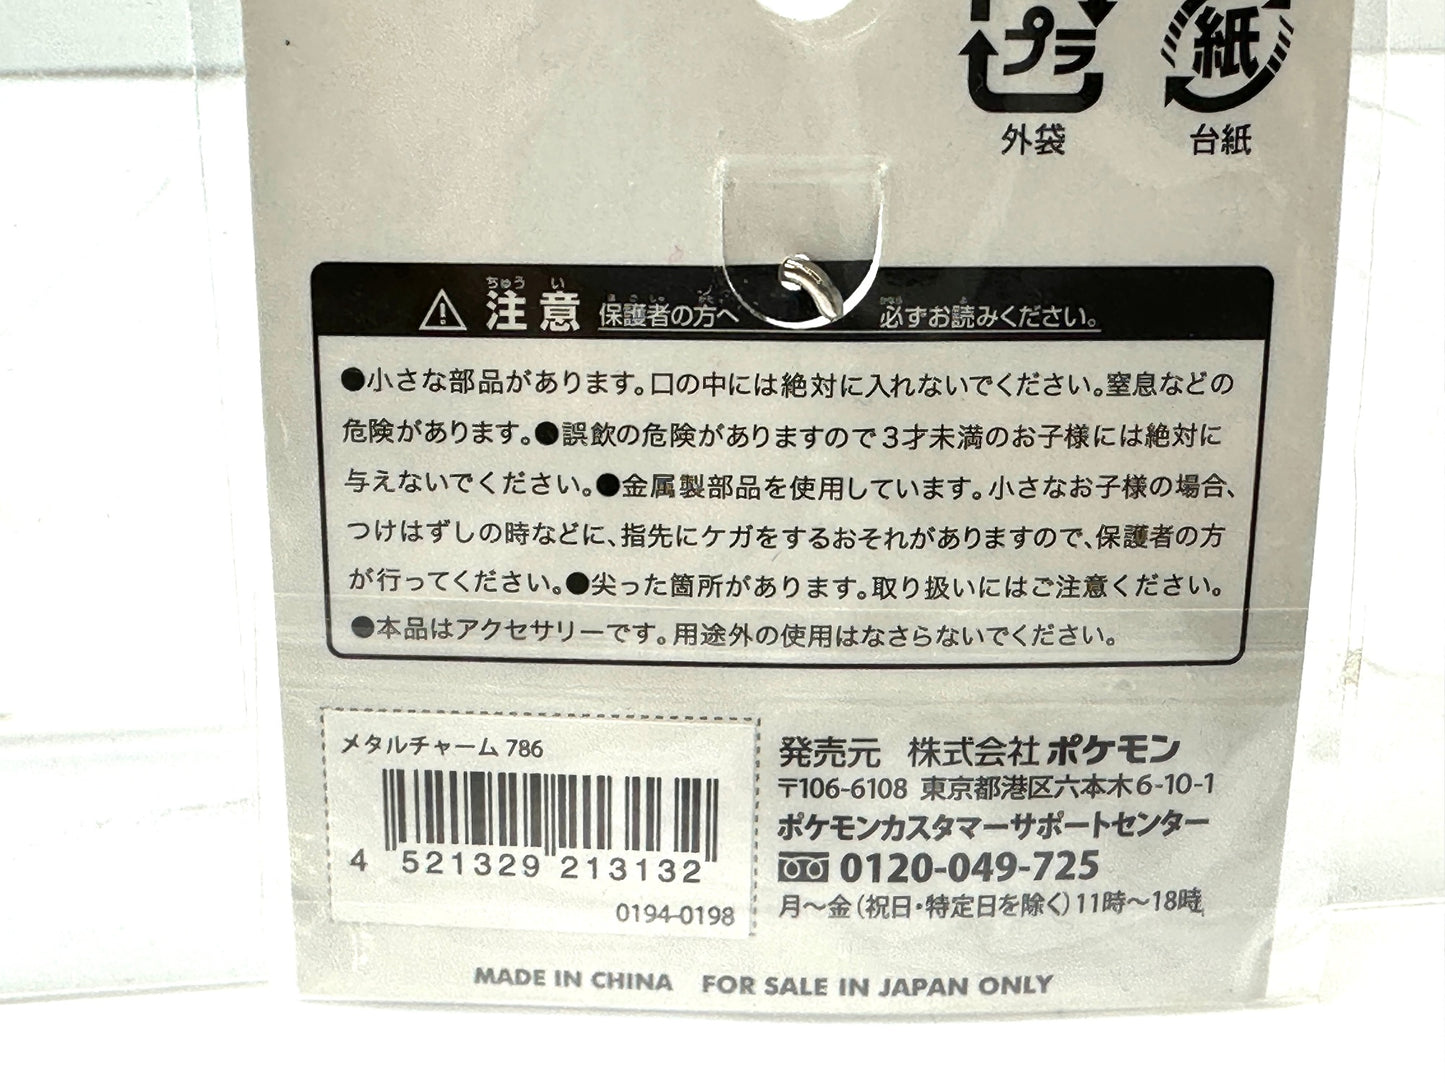 プラ 紙
外袋 台紙
注意 保護者の方へ 必ずお読みください。
●小さな部品があります。口の中には絶対に入れないでください。窒息などの
危険があります。●誤飲の危険がありますので3才未満のお子様には絶対に
与えないでください。●金属製部品を使用しています。小さなお子様の場合、
つけはずしの時などに、指先にケガをするおそれがありますので、保護者の方
が行ってください。●尖った箇所があります。取り扱いにはご注意ください。
●本品はアクセサリーです。用途外の使用はなさらないでください。
メタルチャーム 786
4 521329 213132
0194-0198
発売元 株式会社ポケモン
〒106-6108 東京都港区六本木6-10-1
ポケモンカスタマーサポートセンター
0120-049-725
月〜金(祝日・特定日を除く)11時〜18時
MADE IN CHINA FOR SALE IN JAPAN ONLY